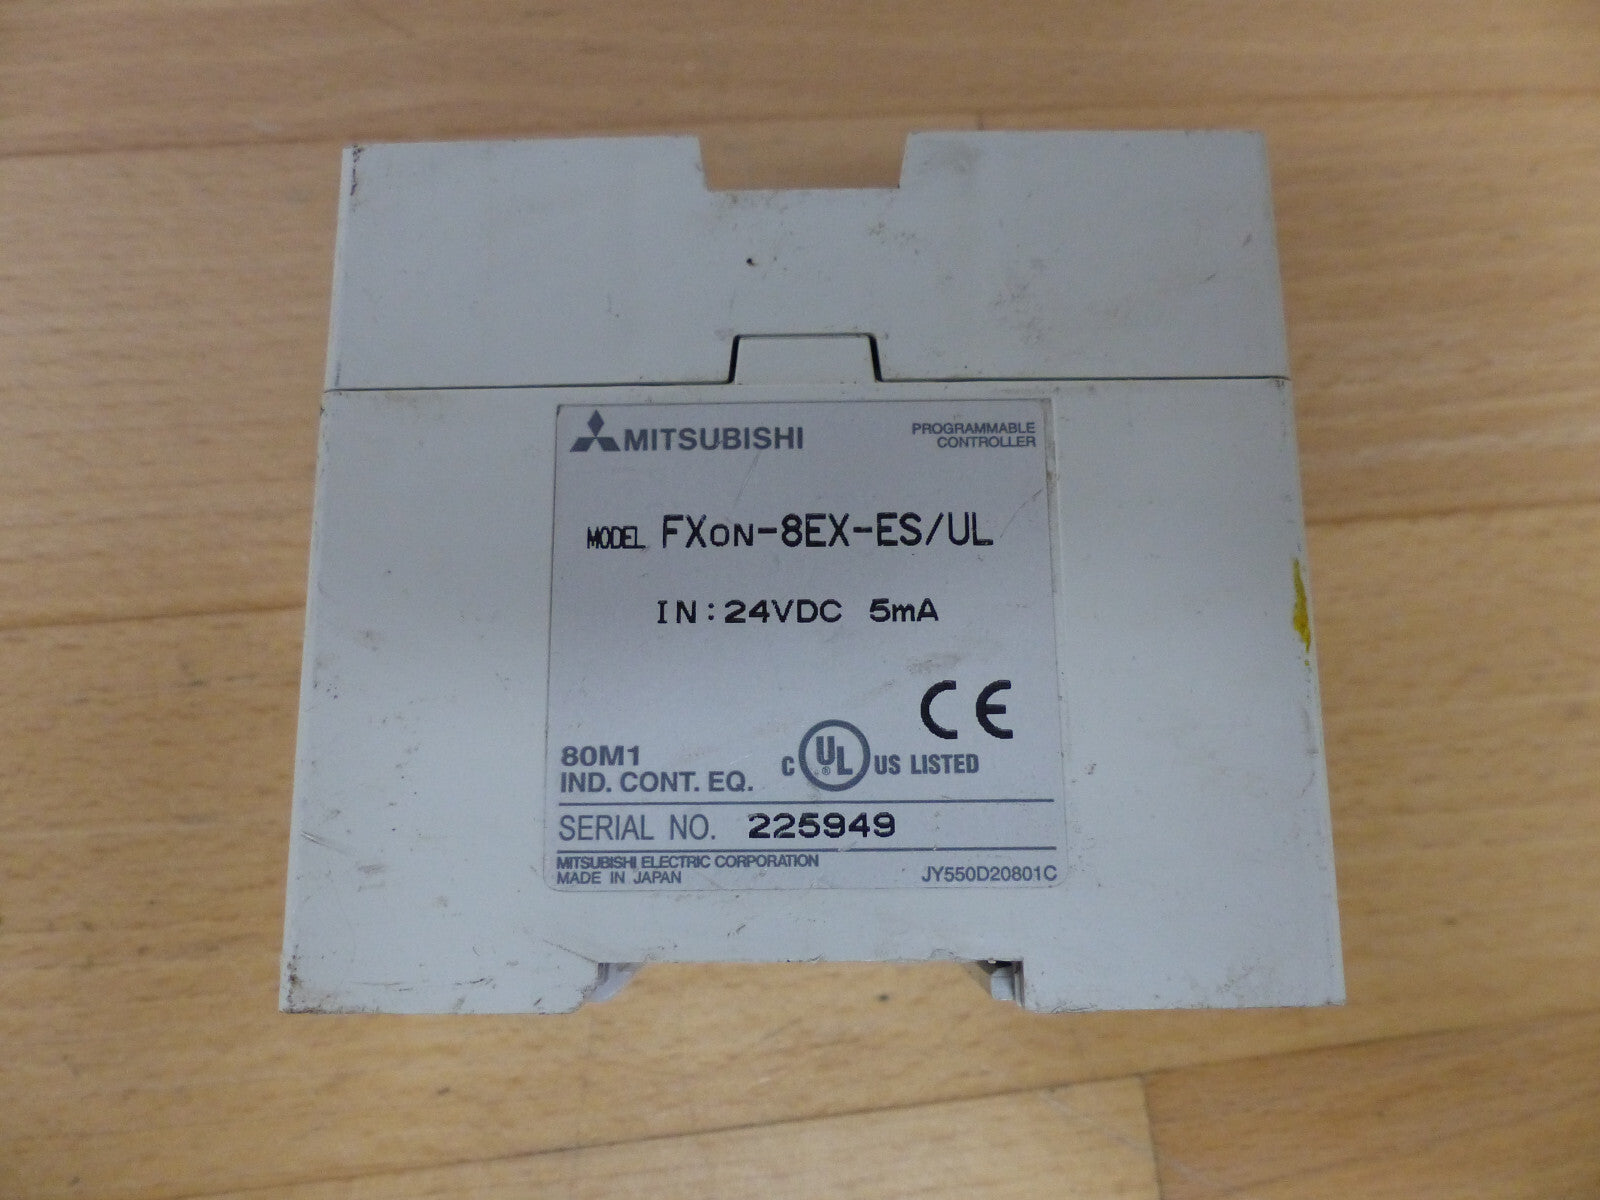 MITSUBISHI
PROGRAMMABLE
CONTROLLER
MODEL FX0N-8EX-ES/UL
IN:24VDC 5mA
CE
80M1
IND. CONT. EQ.
C UL ® US LISTED
SERIAL NO. 225949
MITSUBISHI ELECTRIC CORPORATION
MADE IN JAPAN
JY550D20801C